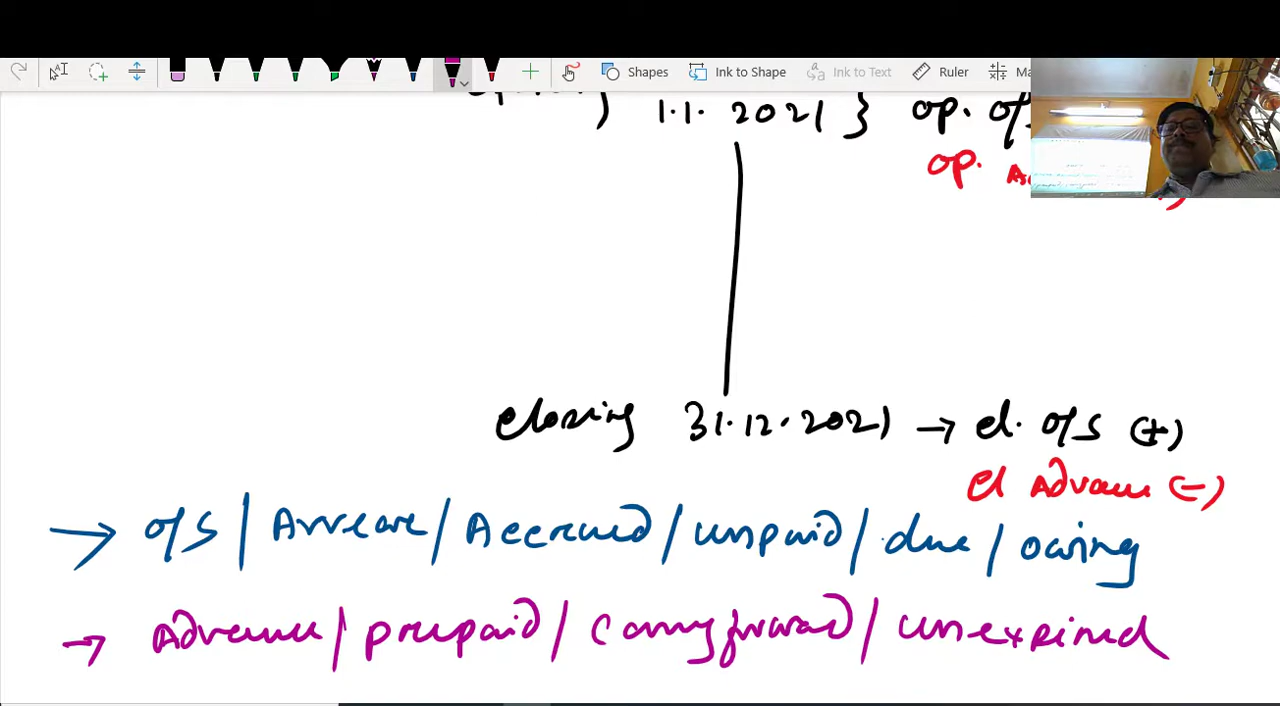 Shapes Ink to Shape Ink to Text Ruler
1.1.2021 } op. o/s
op.
closing 31.12.2021 → cl. o/s (+)
cl Advance (-)
→ o/s | Arrear / Accrued / unpaid / due / owing
→ Advance / prepaid / Carryforward / unexpired